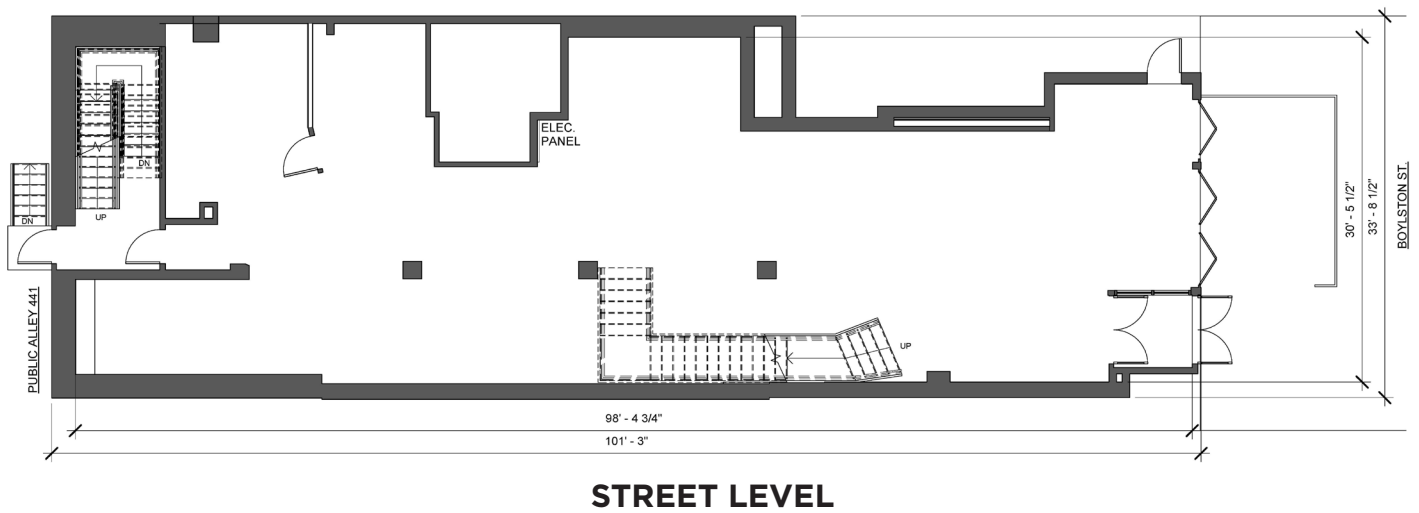 ELEC.
PANEL
DN
UP
DN
UP
PUBLIC ALLEY 441
30' - 5 1/2"
33' - 8 1/2"
BOYLSTON ST.
98' - 4 3/4"
101' - 3"
STREET LEVEL